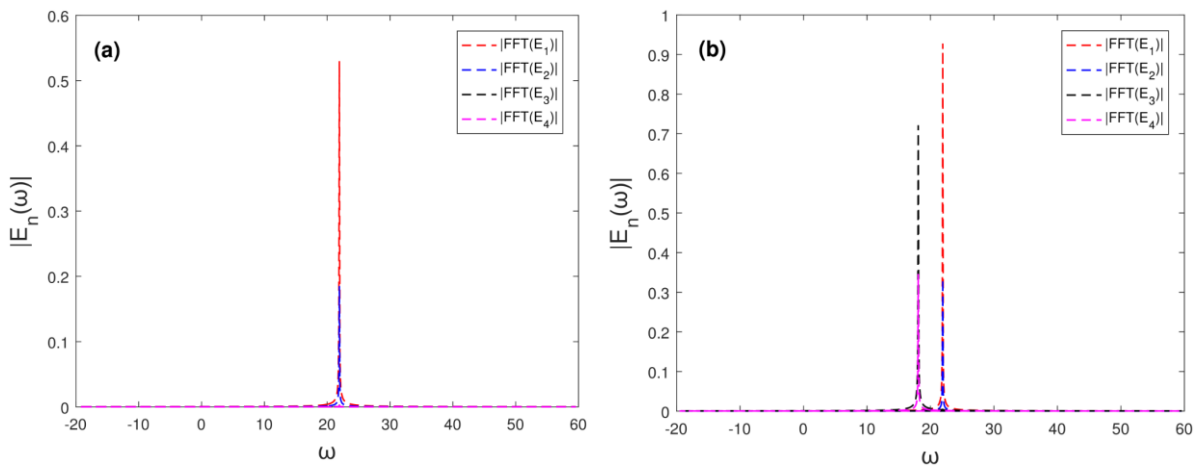 (a)
|FFT(E_1)|
|FFT(E_2)|
|FFT(E_3)|
|FFT(E_4)|
0.6
0.5
0.4
0.3
0.2
0.1
0
-20 -10 0 10 20 30 40 50 60
|E_n(ω)|
ω
(b)
|FFT(E_1)|
|FFT(E_2)|
|FFT(E_3)|
|FFT(E_4)|
1
0.9
0.8
0.7
0.6
0.5
0.4
0.3
0.2
0.1
0
-20 -10 0 10 20 30 40 50 60
|E_n(ω)|
ω